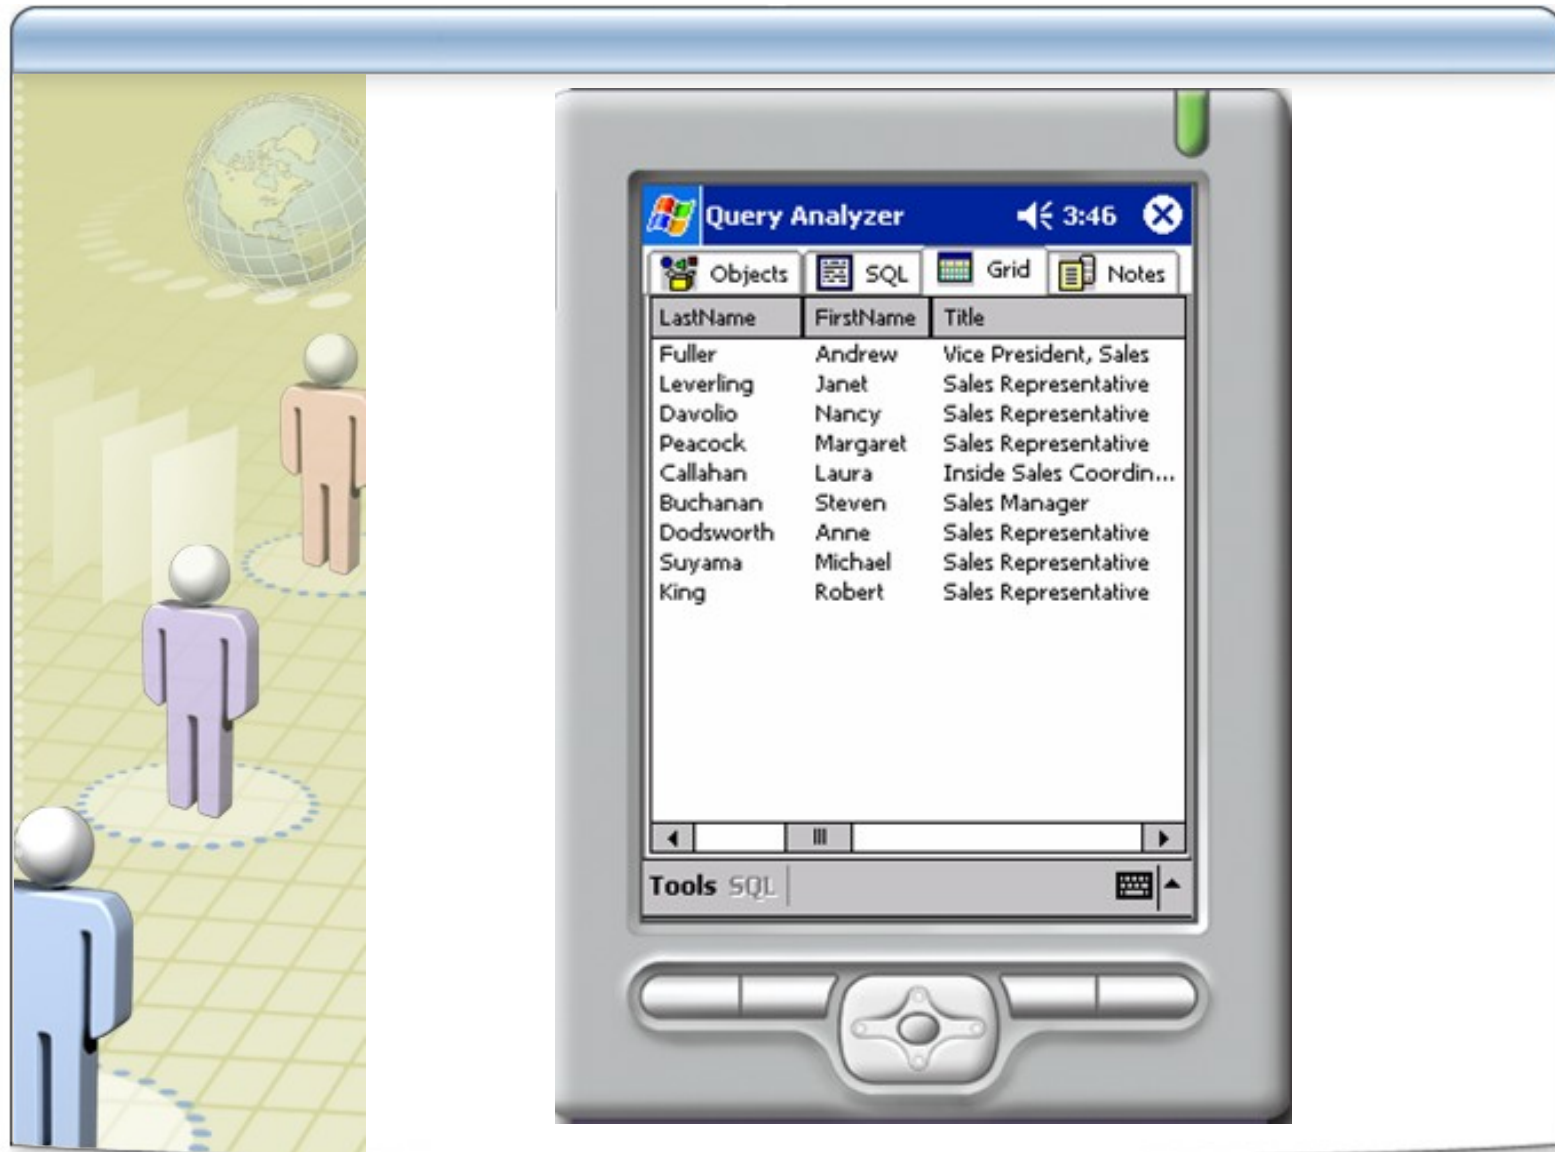 Query Analyzer 3:46
Objects SQL Grid Notes
LastName FirstName Title
Fuller Andrew Vice President, Sales
Leverling Janet Sales Representative
Davolio Nancy Sales Representative
Peacock Margaret Sales Representative
Callahan Laura Inside Sales Coordin...
Buchanan Steven Sales Manager
Dodsworth Anne Sales Representative
Suyama Michael Sales Representative
King Robert Sales Representative
Tools SQL